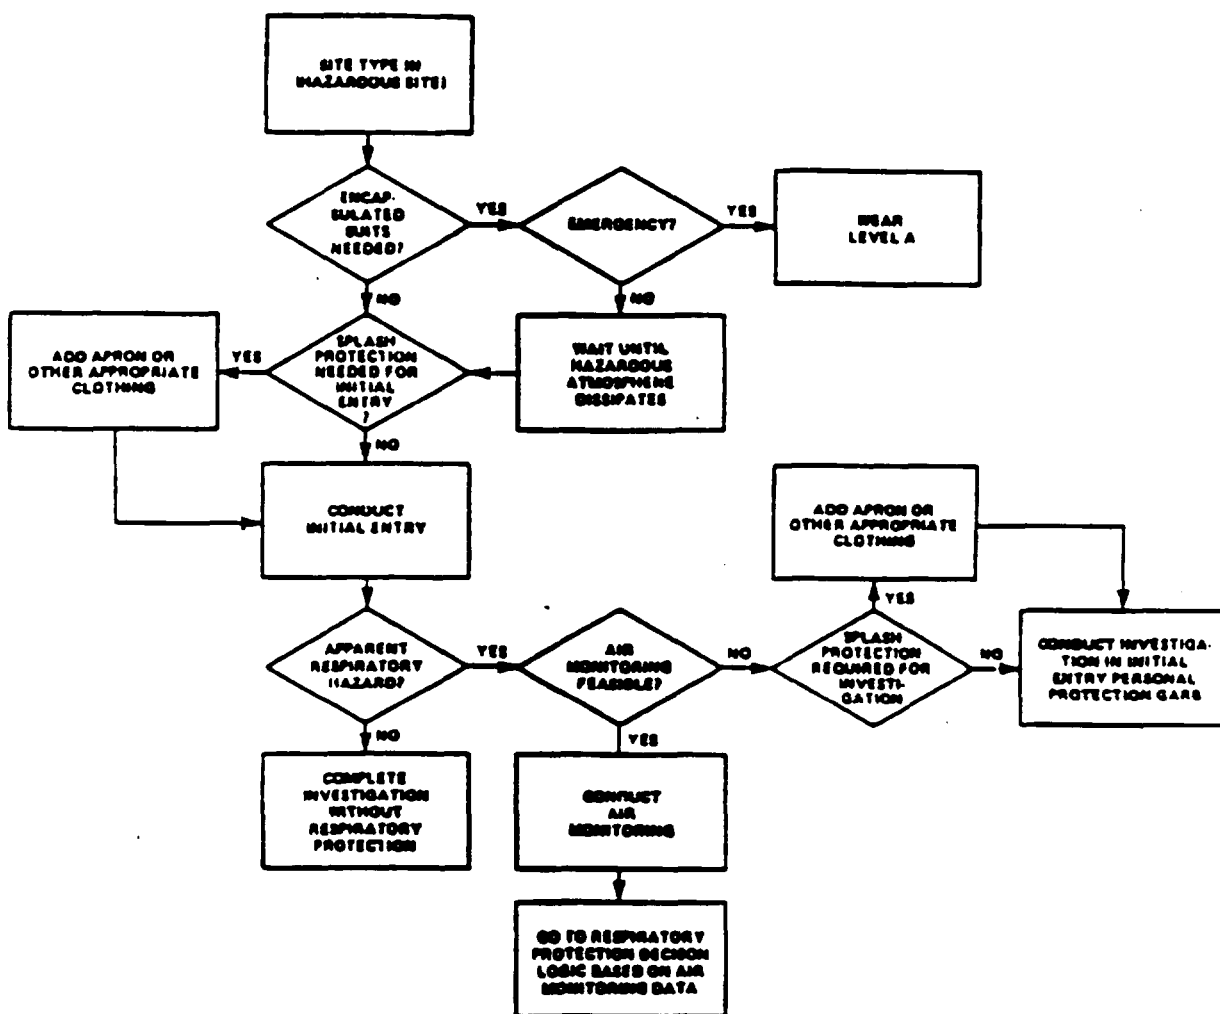 SITE TYPE IN
(HAZARDOUS SITE)
ENCAP-
SULATED
SUITS
NEEDED?
YES
EMERGENCY?
YES
WEAR
LEVEL A
NO
NO
ADD APRON OR
OTHER APPROPRIATE
CLOTHING
YES
SPLASH
PROTECTION
NEEDED FOR
INITIAL
ENTRY
?
WAIT UNTIL
HAZARDOUS
ATMOSPHENE
DISSIPATES
NO
CONDUCT
INITIAL ENTRY
ADD APRON OR
OTHER APPROPRIATE
CLOTHING
YES
APPARENT
RESPIRATORY
HAZARD?
YES
AIR
MONITORING
FEASIBLE?
NO
SPLASH
PROTECTION
REQUIRED FOR
INVESTI-
GATION
NO
CONDUCT INVESTIGA-
TION IN INITIAL
ENTRY PERSONAL
PROTECTION GARB
NO
YES
COMPLETE
INVESTIGATION
WITHOUT
RESPIRATORY
PROTECTION
CONDUCT
AIR
MONITORING
GO TO RESPIRATORY
PROTECTION DECISION
LOGIC BASED ON AIR
MONITORING DATA